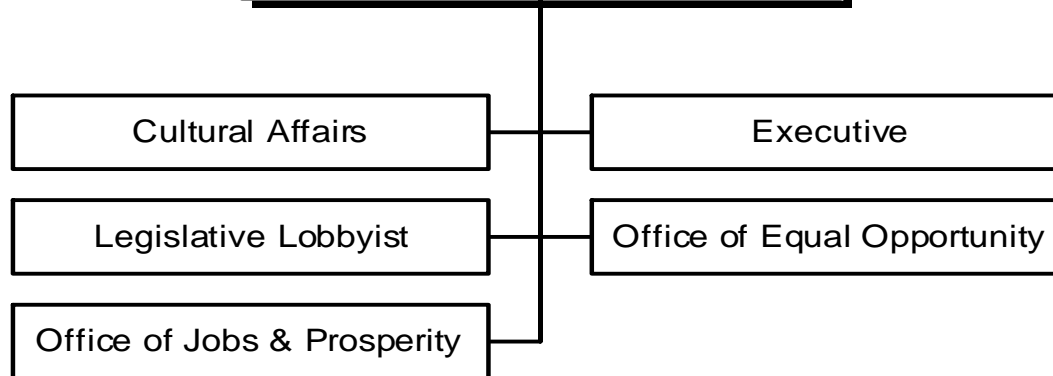 Cultural Affairs
Executive
Legislative Lobbyist
Office of Equal Opportunity
Office of Jobs & Prosperity